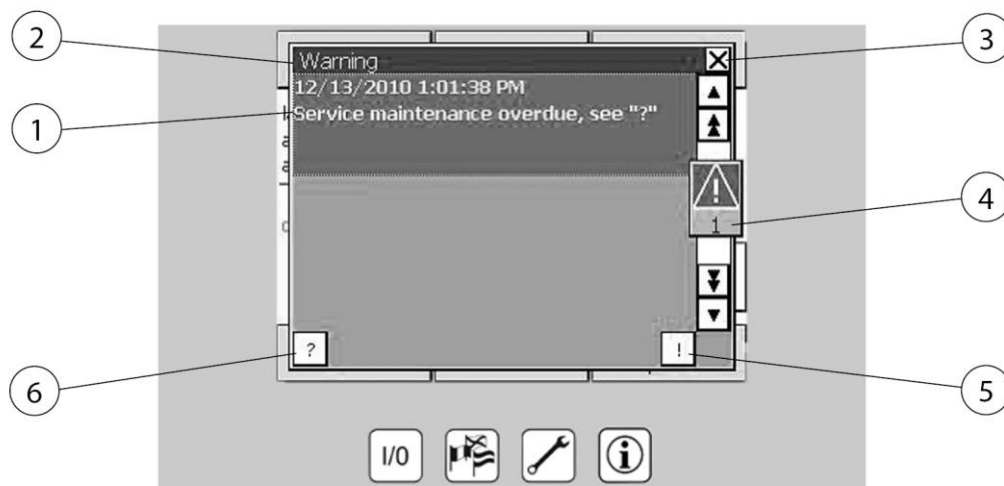 2
3
Warning
X
12/13/2010 1:01:38 PM
1
Service maintenance overdue, see "?"
!
1
4
?
!
6
5
I/0
i